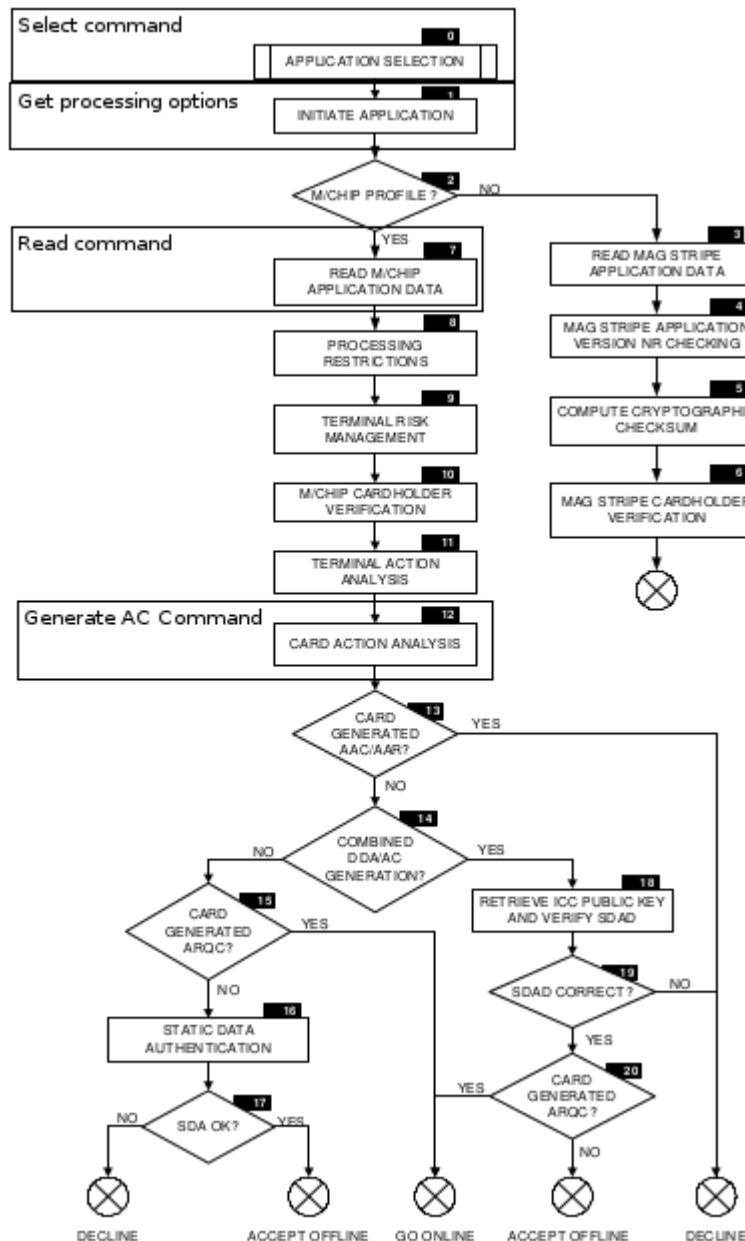 Select command
0
APPLICATION SELECTION
Get processing options
1
INITIATE APPLICATION
2
M/CHIP PROFILE ?
NO
YES
Read command
7
READ M/CHIP
APPLICATION DATA
3
READ MAG STRIPE
APPLICATION DATA
8
PROCESSING
RESTRICTIONS
4
MAG STRIPE APPLICATION
VERSION NR CHECKING
9
TERMINAL RISK
MANAGEMENT
5
COMPUTE CRYPTOGRAPHI
CHECKSUM
10
M/CHIP CARDHOLDER
VERIFICATION
6
MAG STRIPE CARDHOLDER
VERIFICATION
11
TERMINAL ACTION
ANALYSIS
Generate AC Command
12
CARD ACTION ANALYSIS
13
CARD
GENERATED
AAC/AAR?
YES
NO
14
COMBINED
DDA/AC
GENERATION?
NO
YES
15
CARD
GENERATED
ARQC?
YES
NO
18
RETRIEVE ICC PUBLIC KEY
AND VERIFY SDAD
19
SDAD CORRECT?
NO
YES
16
STATIC DATA
AUTHENTICATION
20
CARD
GENERATED
ARQC?
YES
NO
17
SDA OK?
NO
YES
DECLINE
ACCEPT OFFLINE
GO ONLINE
ACCEPT OFFLINE
DECLINE